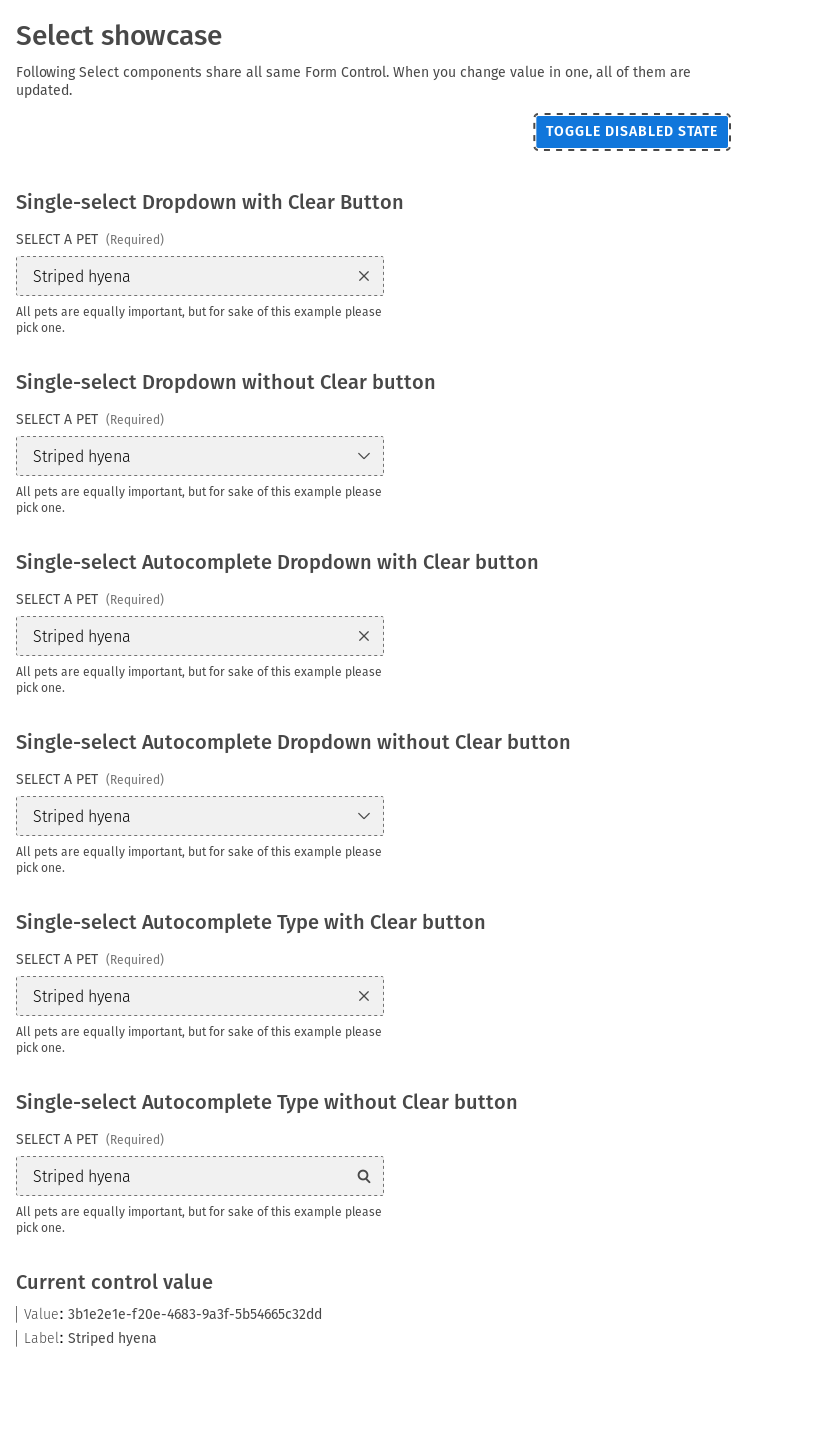 Select showcase
Following Select components share all same Form Control. When you change value in one, all of them are
updated.
TOGGLE DISABLED STATE
Single-select Dropdown with Clear Button
SELECT A PET (Required)
Striped hyena
All pets are equally important, but for sake of this example please
pick one.
Single-select Dropdown without Clear button
SELECT A PET (Required)
Striped hyena
All pets are equally important, but for sake of this example please
pick one.
Single-select Autocomplete Dropdown with Clear button
SELECT A PET (Required)
Striped hyena
All pets are equally important, but for sake of this example please
pick one.
Single-select Autocomplete Dropdown without Clear button
SELECT A PET (Required)
Striped hyena
All pets are equally important, but for sake of this example please
pick one.
Single-select Autocomplete Type with Clear button
SELECT A PET (Required)
Striped hyena
All pets are equally important, but for sake of this example please
pick one.
Single-select Autocomplete Type without Clear button
SELECT A PET (Required)
Striped hyena
All pets are equally important, but for sake of this example please
pick one.
Current control value
Value: 3b1e2e1e-f20e-4683-9a3f-5b54665c32dd
Label: Striped hyena